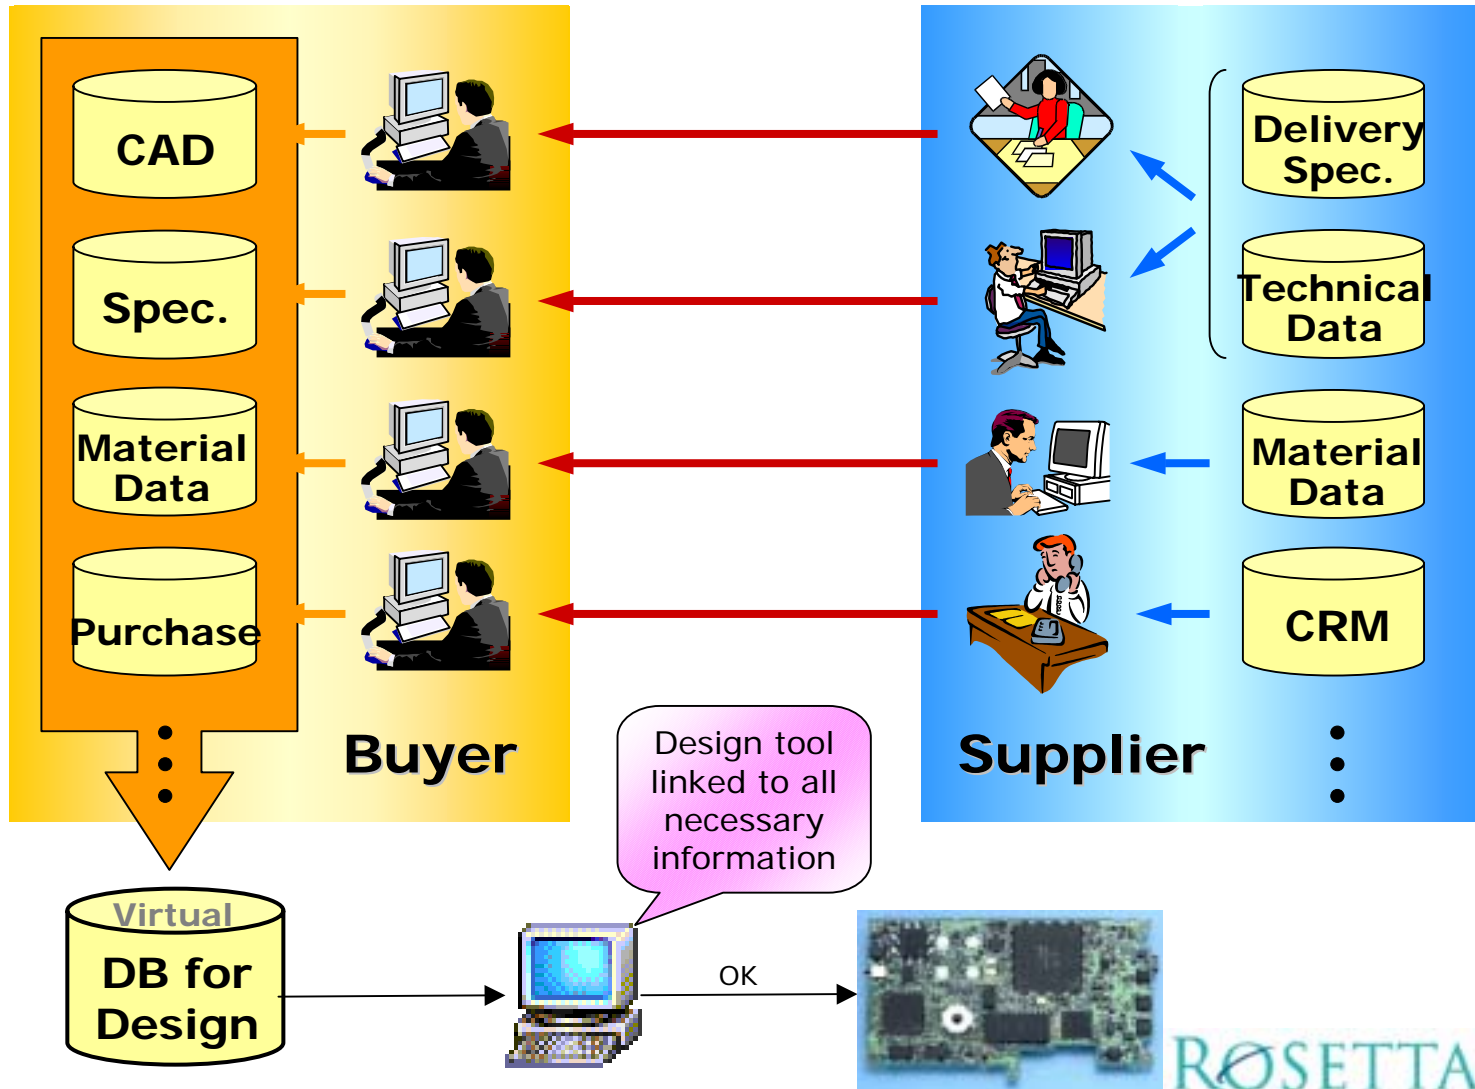 CAD
Spec.
Material
Data
Purchase
Buyer
Delivery
Spec.
Technical
Data
Material
Data
CRM
Supplier
Design tool
linked to all
necessary
information
Virtual
DB for
Design
OK
ROSETTA